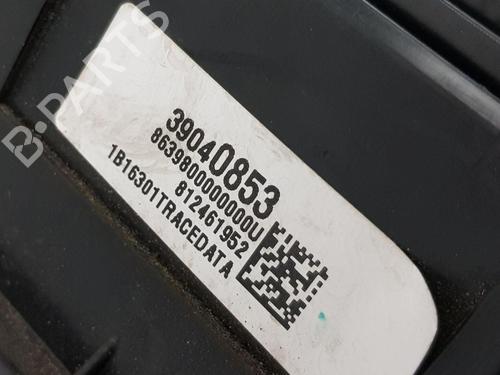 39040853
8639800000000U
812461952
1B16301TRACEDATA
B-PARTS